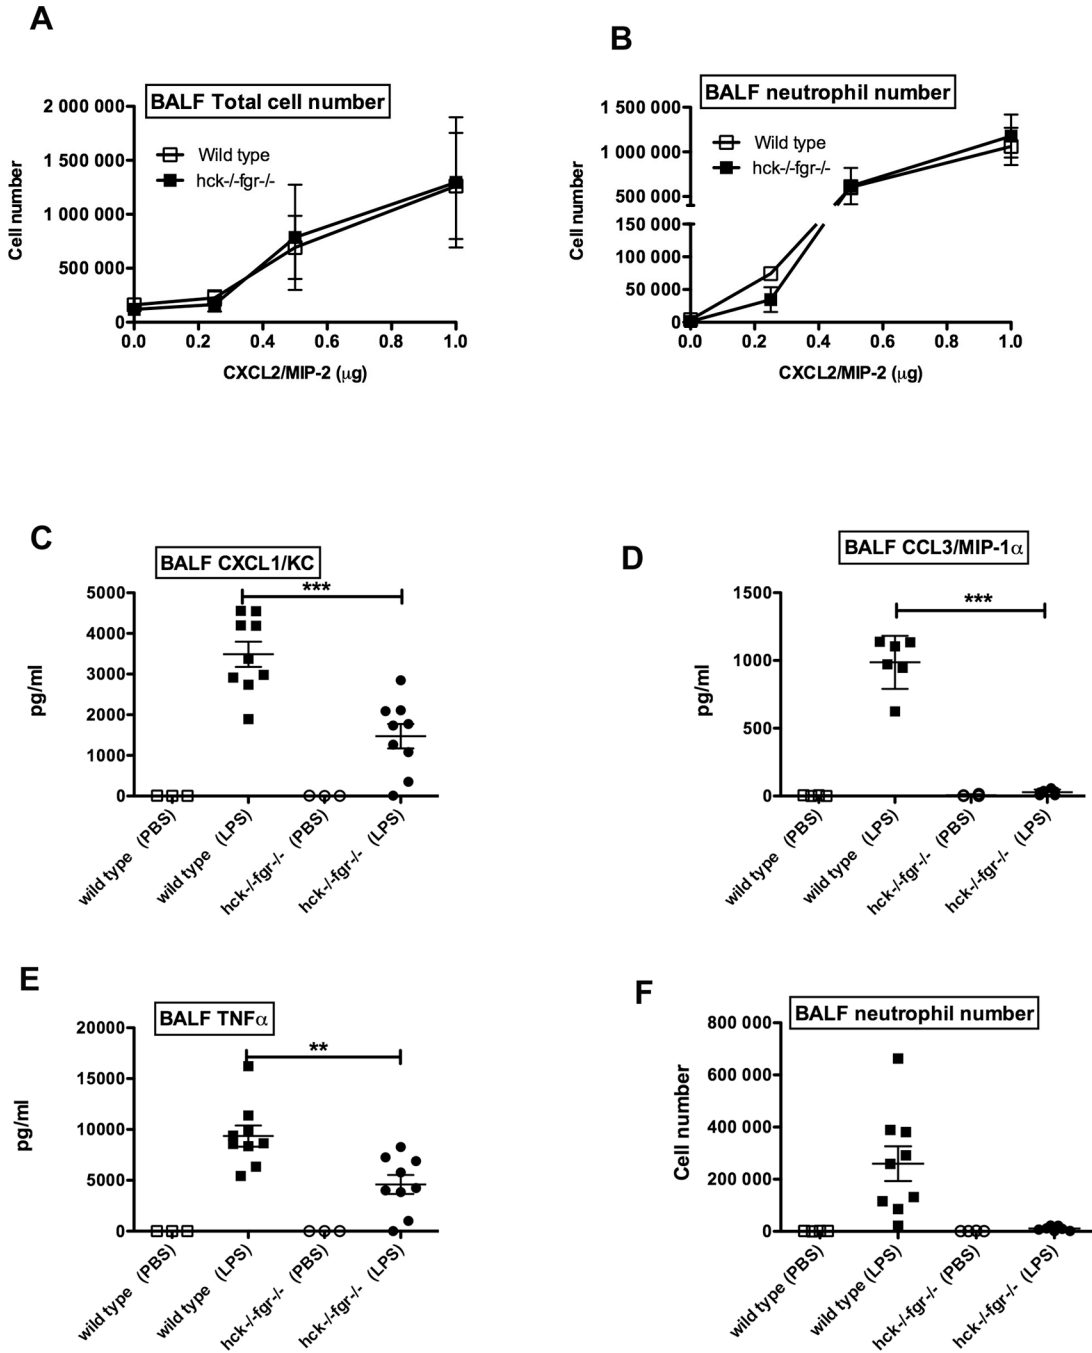 A
BALF Total cell number
2 000 000
1 500 000
1 000 000
500 000
0
Cell number
Wild type
hck-/-fgr-/-
0.0 0.2 0.4 0.6 0.8 1.0
CXCL2/MIP-2 (μg)
B
BALF neutrophil number
1 500 000
1 000 000
500 000
150 000
100 000
50 000
0
Cell number
Wild type
hck-/-fgr-/-
0.0 0.2 0.4 0.6 0.8 1.0
CXCL2/MIP-2 (μg)
C
BALF CXCL1/KC
***
5000
4000
3000
2000
1000
0
pg/ml
wild type (PBS)
wild type (LPS)
hck-/-fgr-/- (PBS)
hck-/-fgr-/- (LPS)
D
BALF CCL3/MIP-1α
***
1500
1000
500
0
pg/ml
wild type (PBS)
wild type (LPS)
hck-/-fgr-/- (PBS)
hck-/-fgr-/- (LPS)
E
BALF TNFα
**
20000
15000
10000
5000
0
pg/ml
wild type (PBS)
wild type (LPS)
hck-/-fgr-/- (PBS)
hck-/-fgr-/- (LPS)
F
BALF neutrophil number
800 000
600 000
400 000
200 000
0
Cell number
wild type (PBS)
wild type (LPS)
hck-/-fgr-/- (PBS)
hck-/-fgr-/- (LPS)